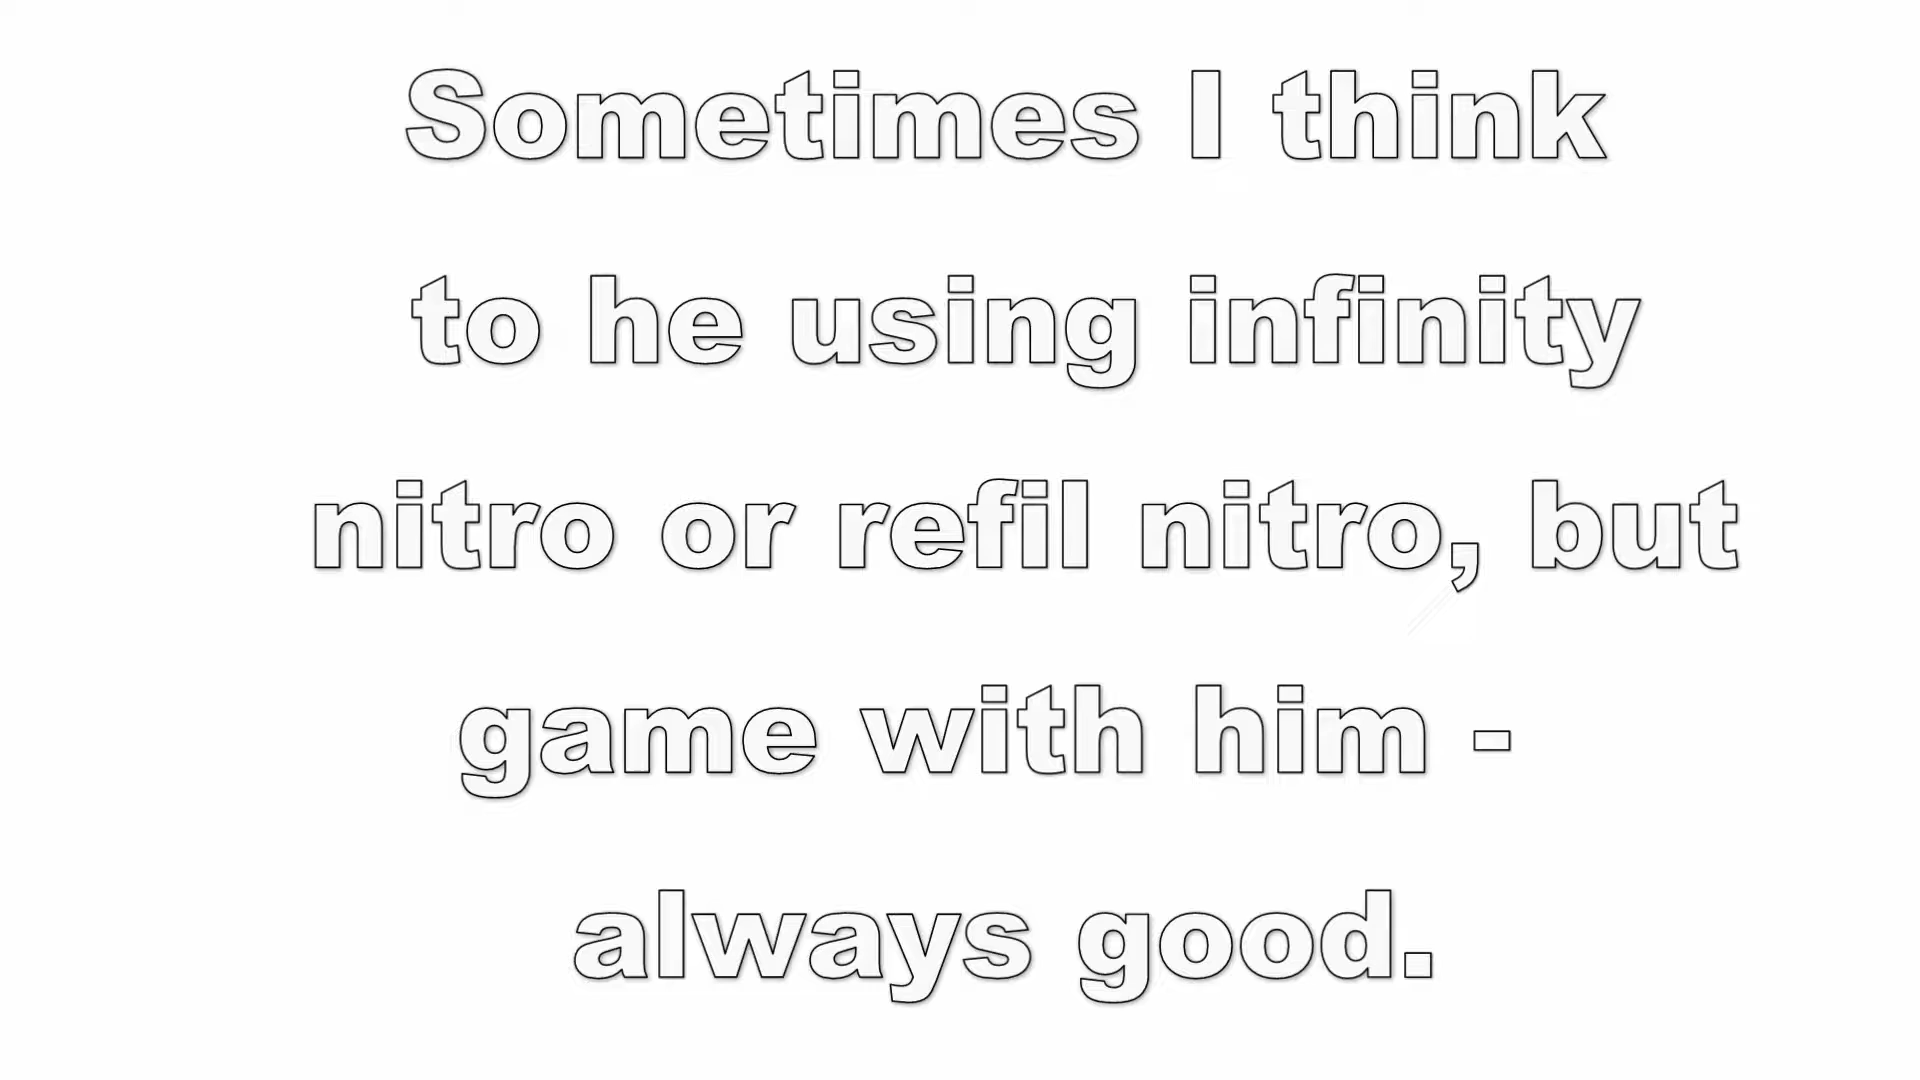 Sometimes I think
to he using infinity
nitro or refil nitro, but
game with him -
always good.